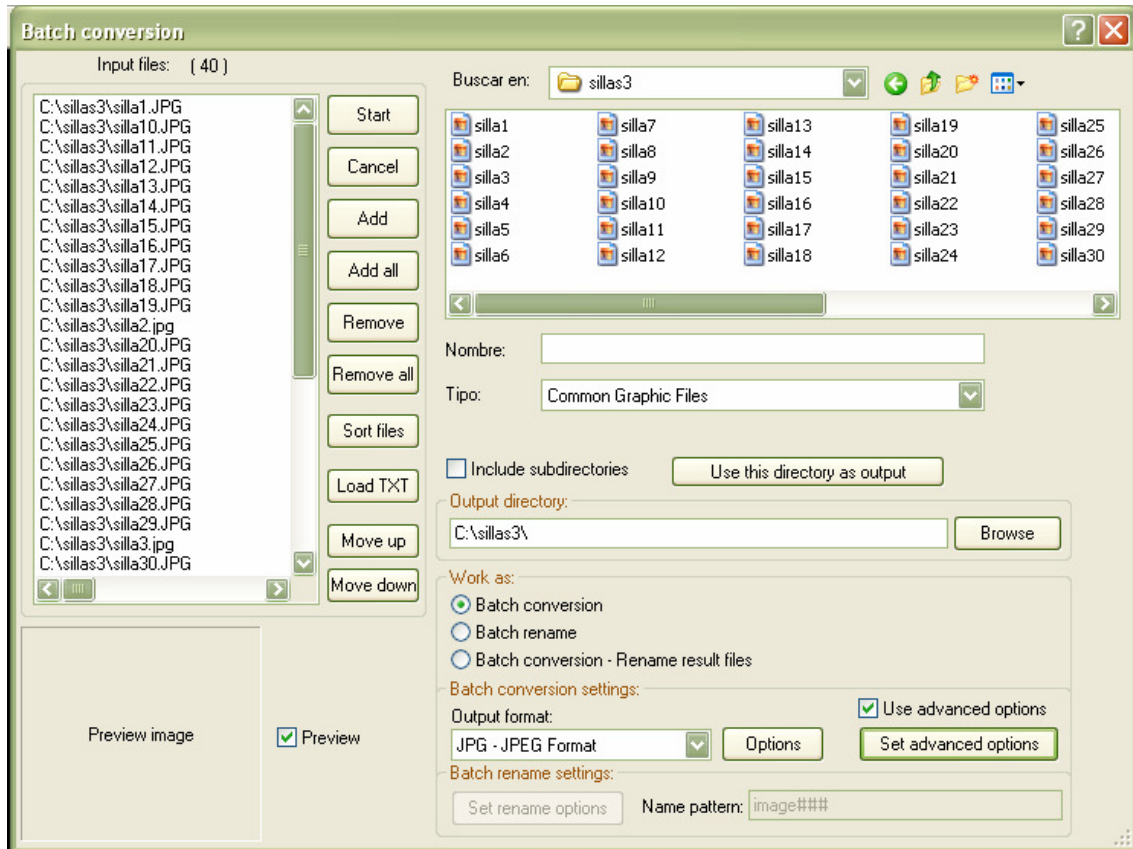 Batch conversion
Input files: ( 40 )
C:\sillas3\silla1.JPG
C:\sillas3\silla10.JPG
C:\sillas3\silla11.JPG
C:\sillas3\silla12.JPG
C:\sillas3\silla13.JPG
C:\sillas3\silla14.JPG
C:\sillas3\silla15.JPG
C:\sillas3\silla16.JPG
C:\sillas3\silla17.JPG
C:\sillas3\silla18.JPG
C:\sillas3\silla19.JPG
C:\sillas3\silla2.jpg
C:\sillas3\silla20.JPG
C:\sillas3\silla21.JPG
C:\sillas3\silla22.JPG
C:\sillas3\silla23.JPG
C:\sillas3\silla24.JPG
C:\sillas3\silla25.JPG
C:\sillas3\silla26.JPG
C:\sillas3\silla27.JPG
C:\sillas3\silla28.JPG
C:\sillas3\silla29.JPG
C:\sillas3\silla3.jpg
C:\sillas3\silla30.JPG
Start
Cancel
Add
Add all
Remove
Remove all
Sort files
Load TXT
Move up
Move down
Preview image
Preview
Buscar en: sillas3
silla1 silla7 silla13 silla19 silla25
silla2 silla8 silla14 silla20 silla26
silla3 silla9 silla15 silla21 silla27
silla4 silla10 silla16 silla22 silla28
silla5 silla11 silla17 silla23 silla29
silla6 silla12 silla18 silla24 silla30
Nombre:
Tipo: Common Graphic Files
Include subdirectories Use this directory as output
Output directory:
C:\sillas3\ Browse
Work as:
Batch conversion
Batch rename
Batch conversion - Rename result files
Batch conversion settings:
Use advanced options
Output format:
JPG - JPEG Format Options Set advanced options
Batch rename settings:
Set rename options Name pattern: image###